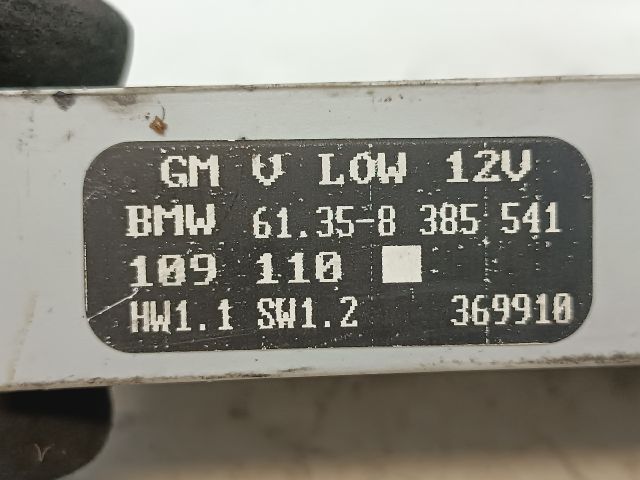 GM V LOW 12V
BMW 61.35-8 385 541
109 110
HW1.1 SW1.2 369910